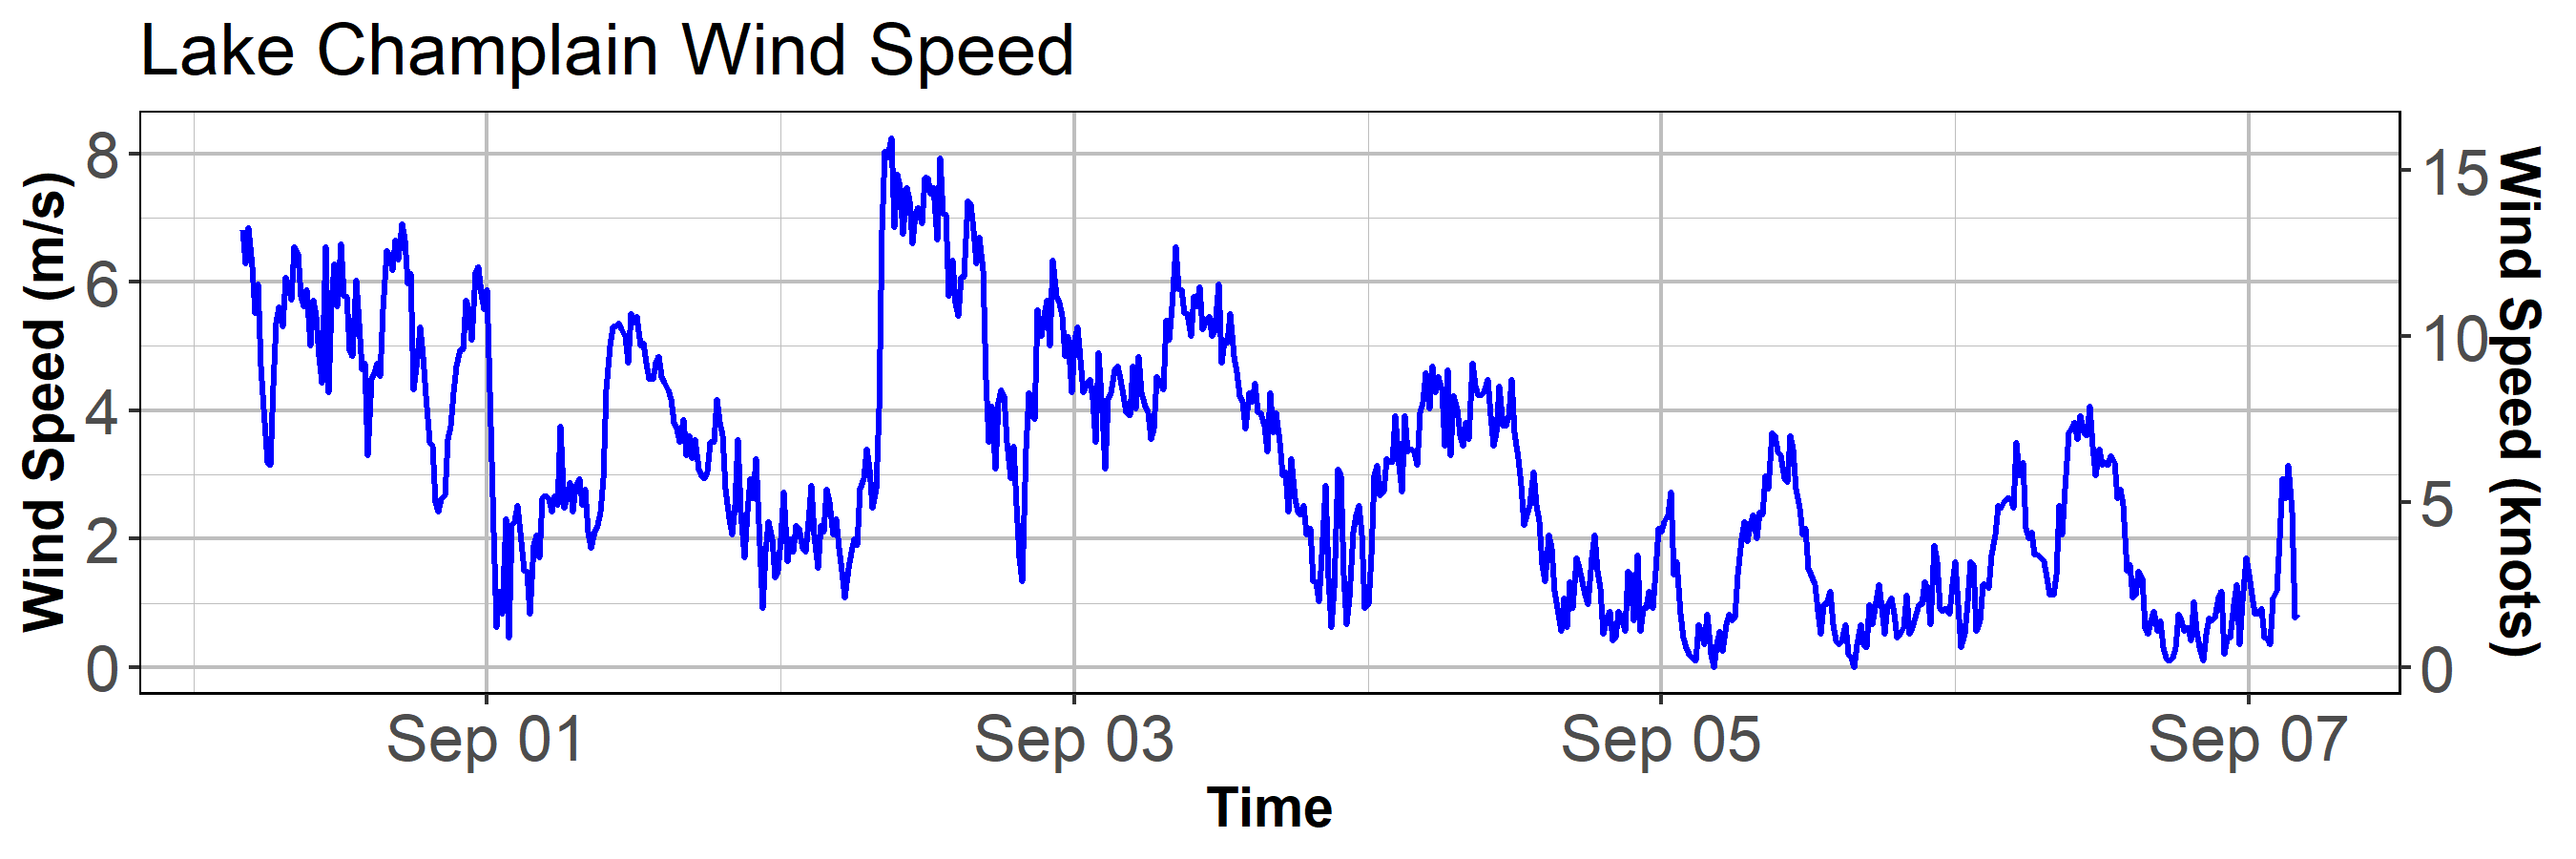 Lake Champlain Wind Speed
Wind Speed (m/s)
8
6
4
2
0
15
10
5
0
Wind Speed (knots)
Sep 01 Sep 03 Sep 05 Sep 07
Time